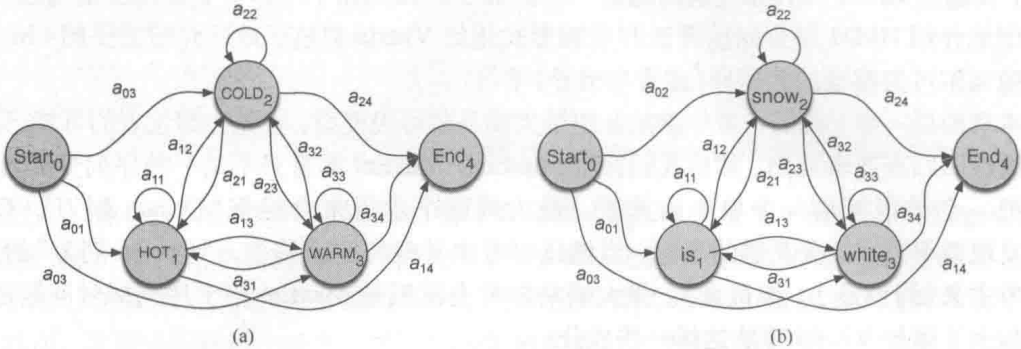 a22
a22
COLD2
snow2
a03
a24
a02
a24
Start0
End4
Start0
End4
a12
a32
a12
a32
a11
a21
a23
a33
a11
a21
a23
a33
a01
a13
a34
a01
a13
a34
HOT1
WARM3
is1
white3
a03
a31
a14
a03
a31
a14
(a)
(b)